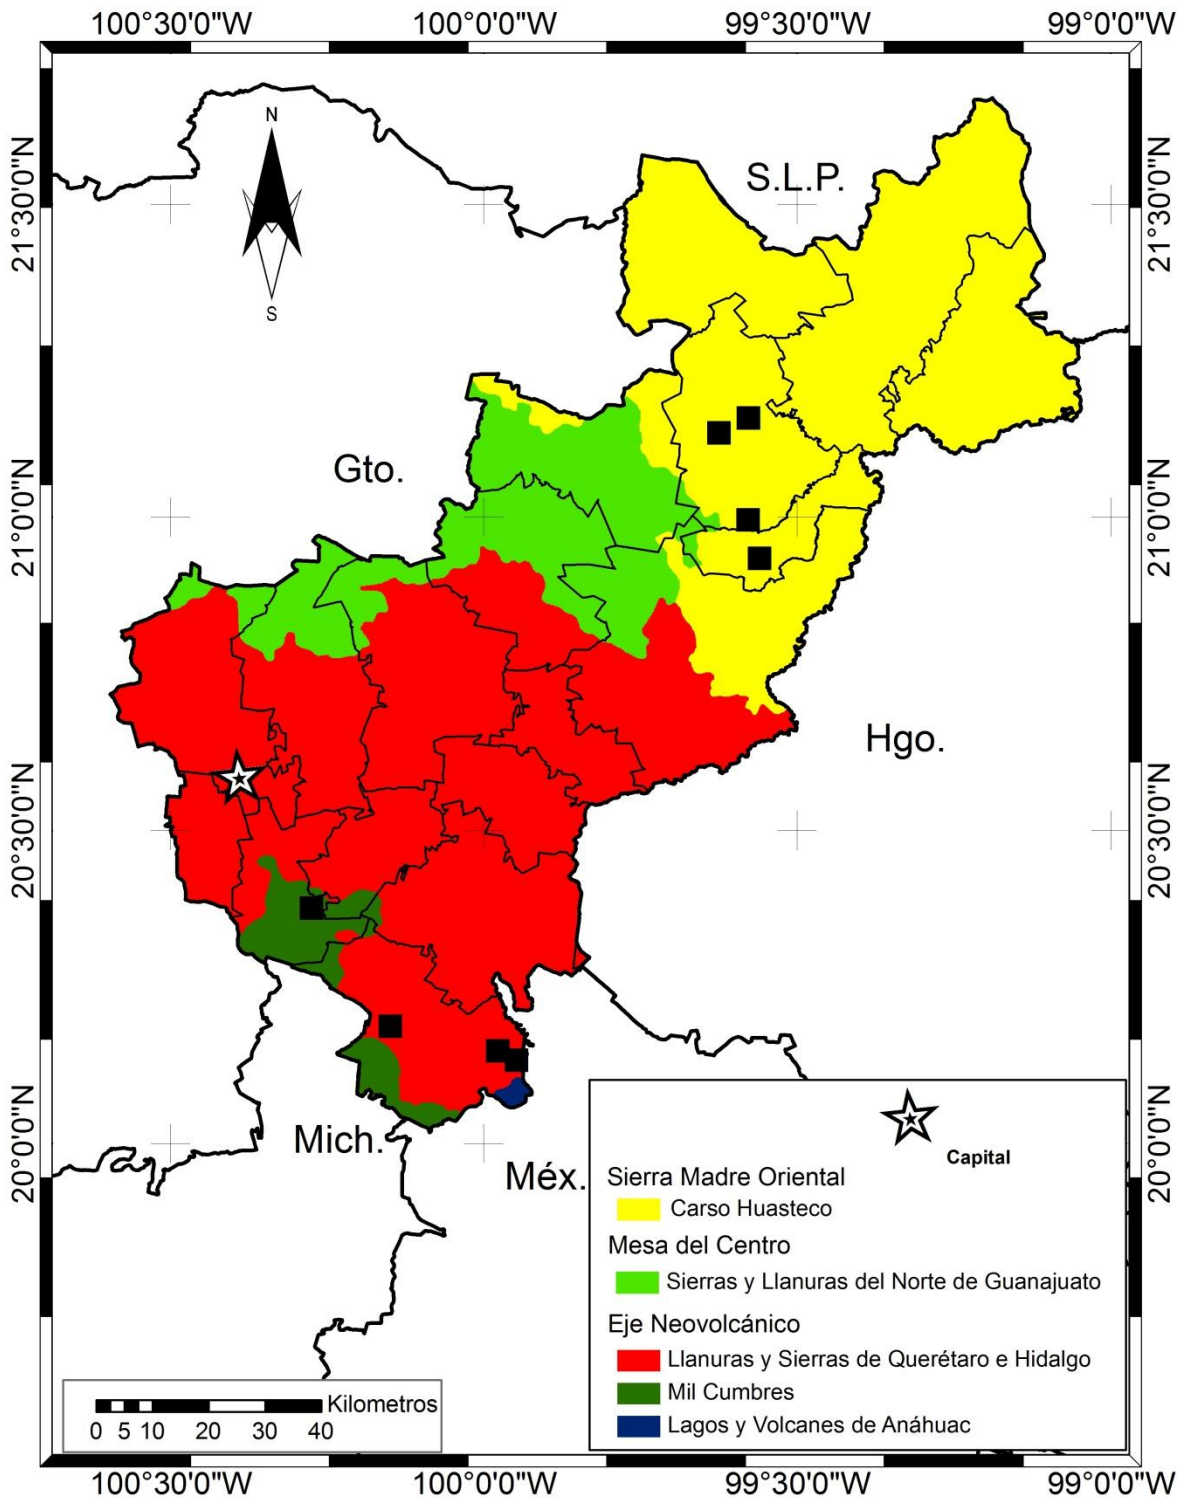 100°30'0"W 100°0'0"W 99°30'0"W 99°0'0"W
N
S
S.L.P.
21°30'0"N
21°30'0"N
Gto.
21°0'0"N
21°0'0"N
Hgo.
20°30'0"N
20°30'0"N
Mich.
Méx.
20°0'0"N
20°0'0"N
Capital
Sierra Madre Oriental
Carso Huasteco
Mesa del Centro
Sierras y Llanuras del Norte de Guanajuato
Eje Neovolcánico
Llanuras y Sierras de Querétaro e Hidalgo
Mil Cumbres
Lagos y Volcanes de Anáhuac
Kilometros
0 5 10 20 30 40
100°30'0"W 100°0'0"W 99°30'0"W 99°0'0"W